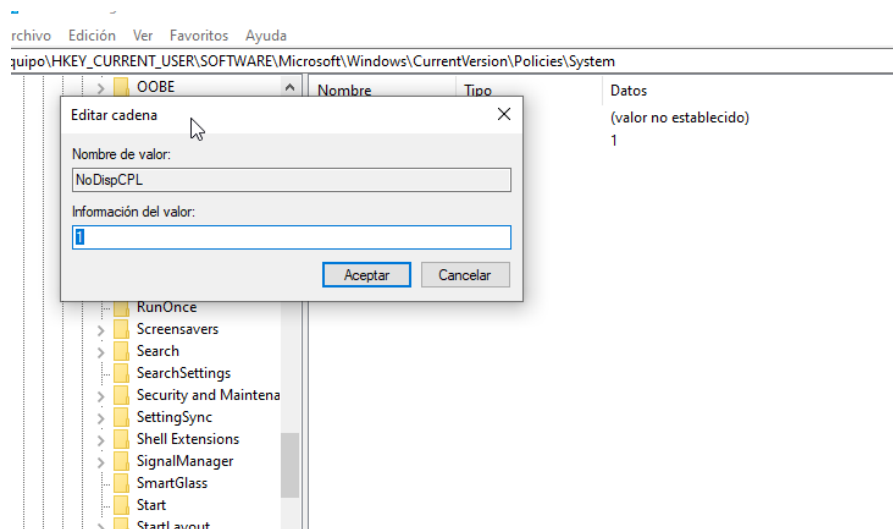 rchivo Edición Ver Favoritos Ayuda
quipo\HKEY_CURRENT_USER\SOFTWARE\Microsoft\Windows\CurrentVersion\Policies\System
OOBE
Nombre Tipo Datos
(valor no establecido)
1
Editar cadena
Nombre de valor:
NoDispCPL
Información del valor:
1
Aceptar Cancelar
RunOnce
Screensavers
Search
SearchSettings
Security and Maintena
SettingSync
Shell Extensions
SignalManager
SmartGlass
Start
StartLayout